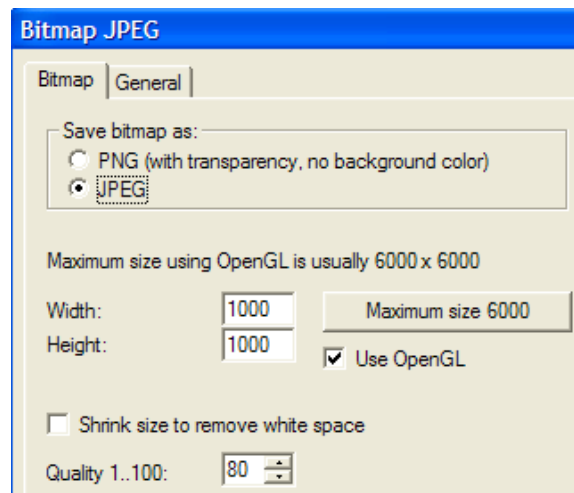 Bitmap JPEG
Bitmap General
Save bitmap as:
PNG (with transparency, no background color)
JPEG
Maximum size using OpenGL is usually 6000 x 6000
Width: 1000 Maximum size 6000
Height: 1000 Use OpenGL
Shrink size to remove white space
Quality 1..100: 80